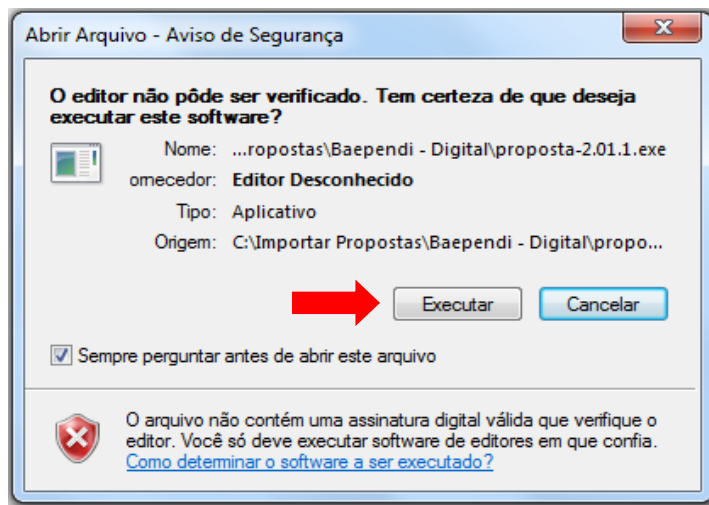 Abrir Arquivo - Aviso de Segurança
O editor não pôde ser verificado. Tem certeza de que deseja
executar este software?
Nome: ...ropostas\Baependi - Digital\proposta-2.01.1.exe
ornecedor: Editor Desconhecido
Tipo: Aplicativo
Origem: C:\Importar Propostas\Baependi - Digital\propo...
Executar Cancelar
Sempre perguntar antes de abrir este arquivo
O arquivo não contém uma assinatura digital válida que verifique o
editor. Você só deve executar software de editores em que confia.
Como determinar o software a ser executado?